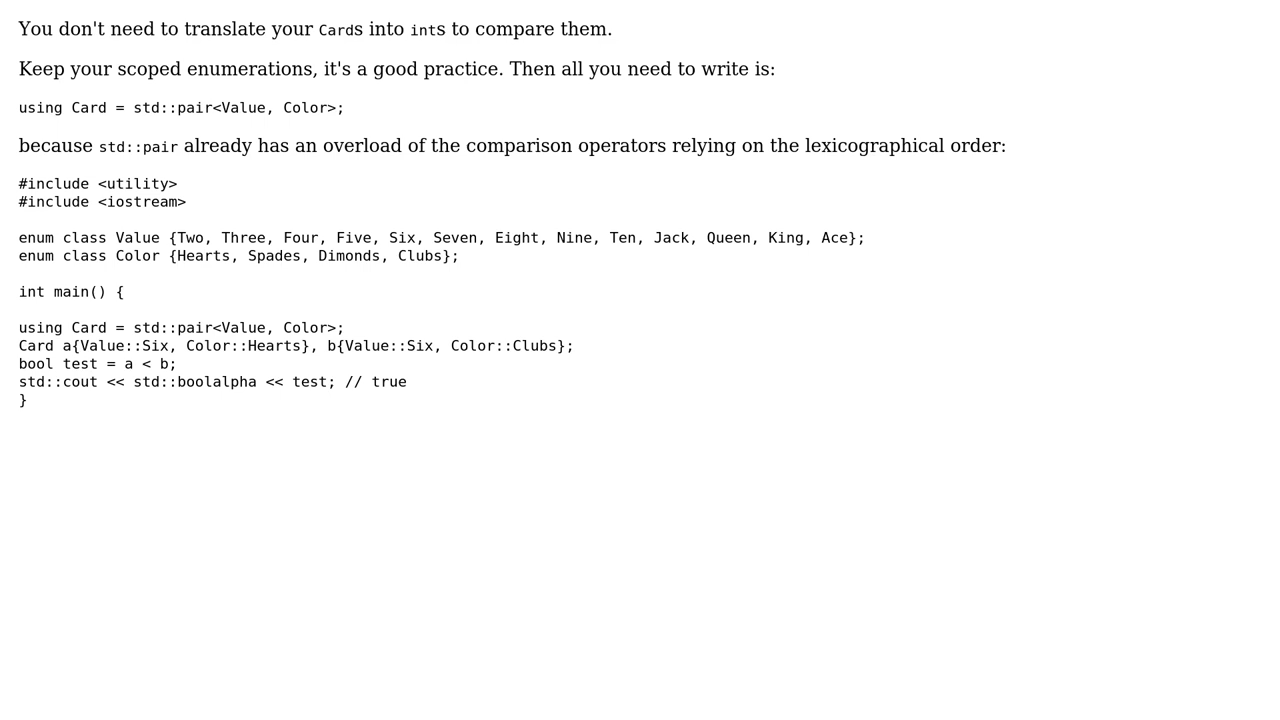 You don't need to translate your Cards into ints to compare them.
Keep your scoped enumerations, it's a good practice. Then all you need to write is:
using Card = std::pair<Value, Color>;
because std::pair already has an overload of the comparison operators relying on the lexicographical order:
#include <utility>
#include <iostream>
enum class Value {Two, Three, Four, Five, Six, Seven, Eight, Nine, Ten, Jack, Queen, King, Ace};
enum class Color {Hearts, Spades, Dimonds, Clubs};
int main() {
using Card = std::pair<Value, Color>;
Card a{Value::Six, Color::Hearts}, b{Value::Six, Color::Clubs};
bool test = a < b;
std::cout << std::boolalpha << test; // true
}